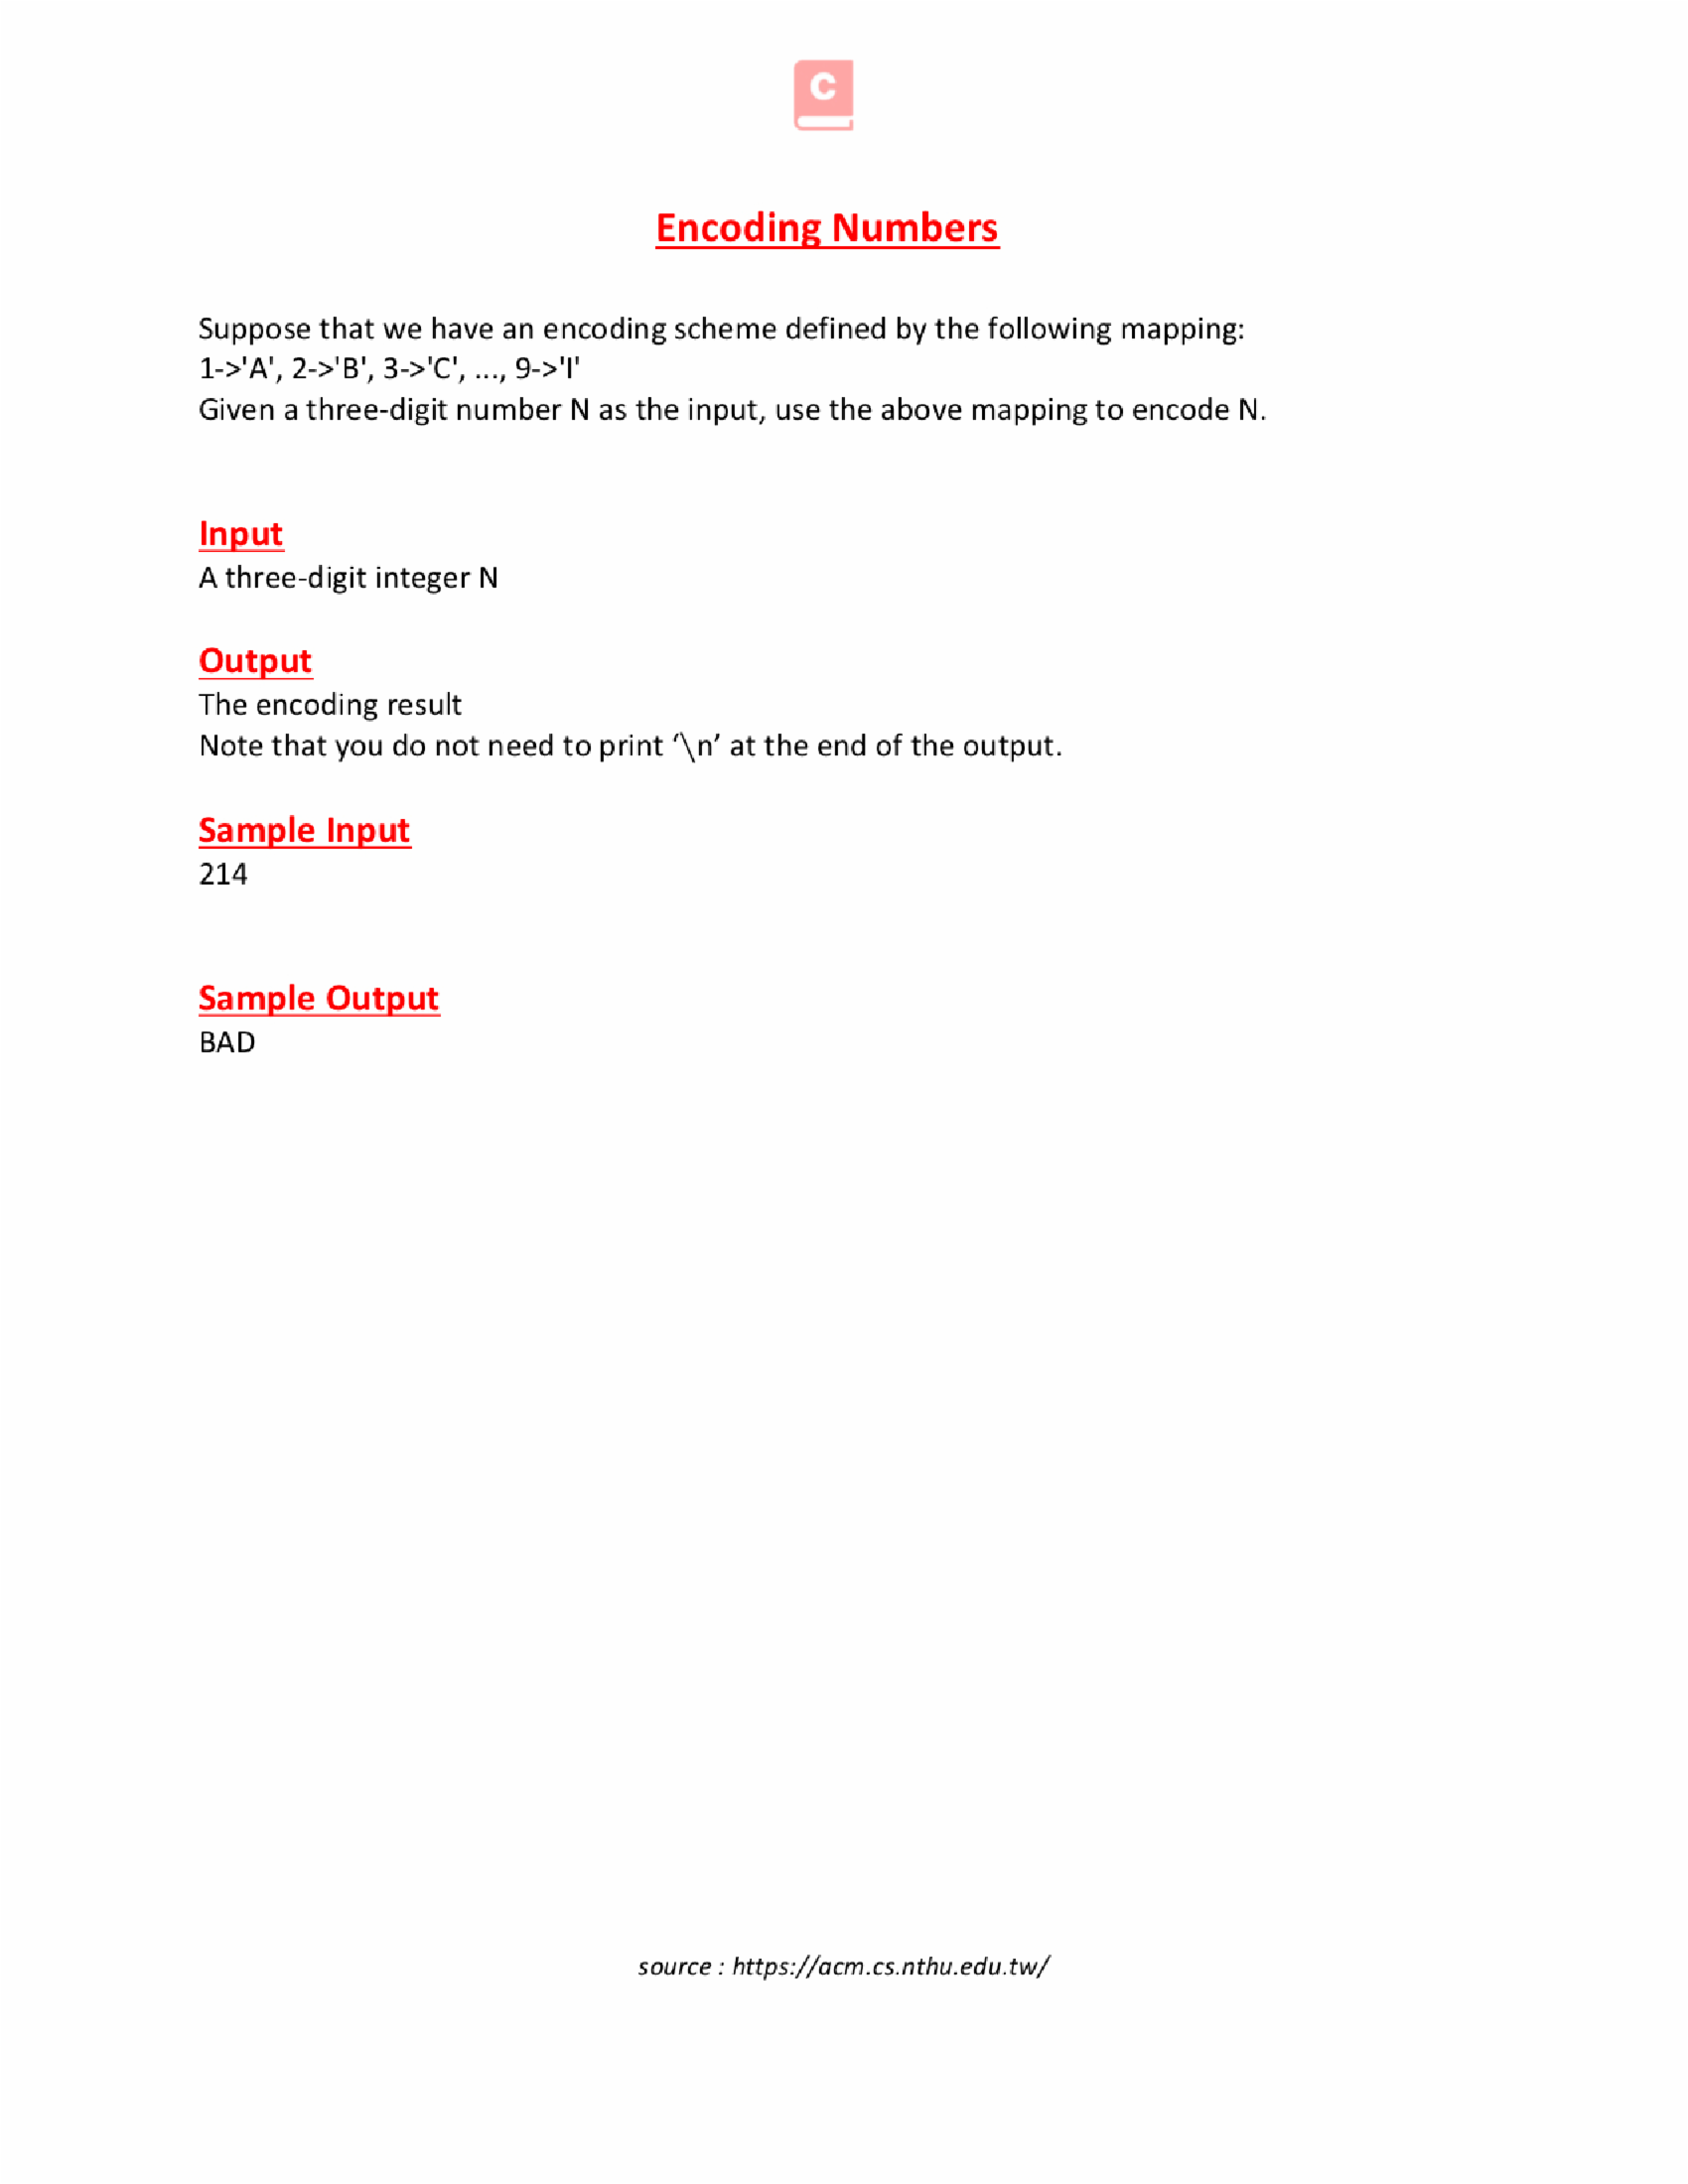 C
Encoding Numbers
Suppose that we have an encoding scheme defined by the following mapping:
1->'A', 2->'B', 3->'C', ..., 9->'I'
Given a three-digit number N as the input, use the above mapping to encode N.
Input
A three-digit integer N
Output
The encoding result
Note that you do not need to print ‘\n’ at the end of the output.
Sample Input
214
Sample Output
BAD
source : https://acm.cs.nthu.edu.tw/